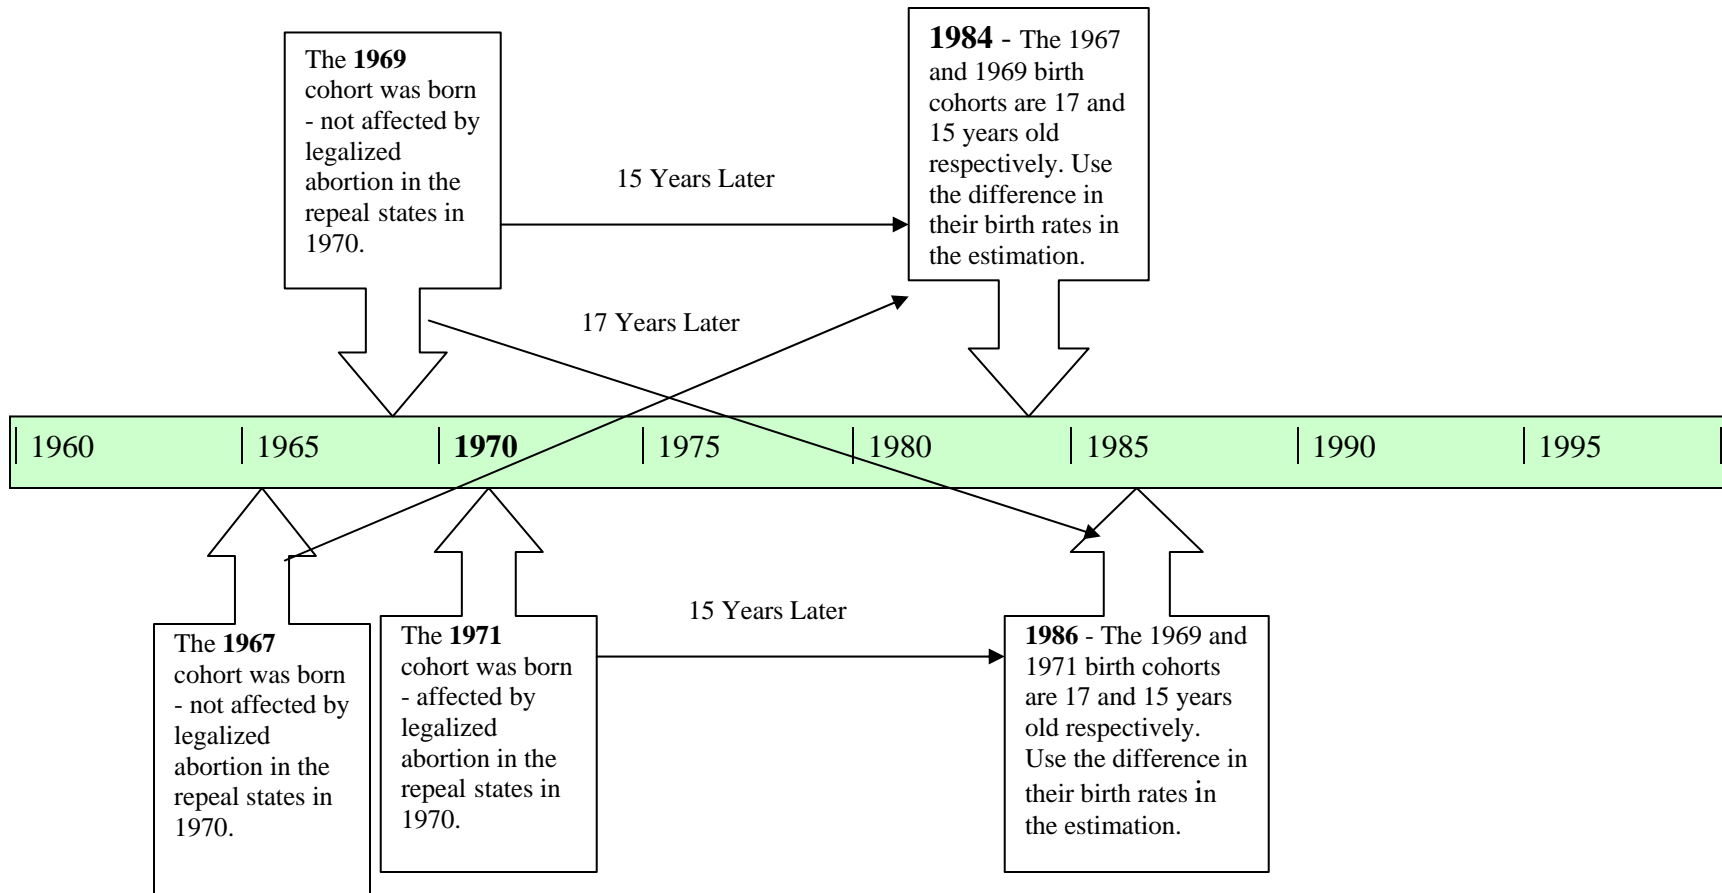 The 1969
cohort was born
- not affected by
legalized
abortion in the
repeal states in
1970.
1984 - The 1967
and 1969 birth
cohorts are 17 and
15 years old
respectively. Use
the difference in
their birth rates in
the estimation.
15 Years Later
17 Years Later
1960
1965
1970
1975
1980
1985
1990
1995
The 1967
cohort was born
- not affected by
legalized
abortion in the
repeal states in
1970.
The 1971
cohort was born
- affected by
legalized
abortion in the
repeal states in
1970.
15 Years Later
1986 - The 1969 and
1971 birth cohorts
are 17 and 15 years
old respectively.
Use the difference in
their birth rates in
the estimation.